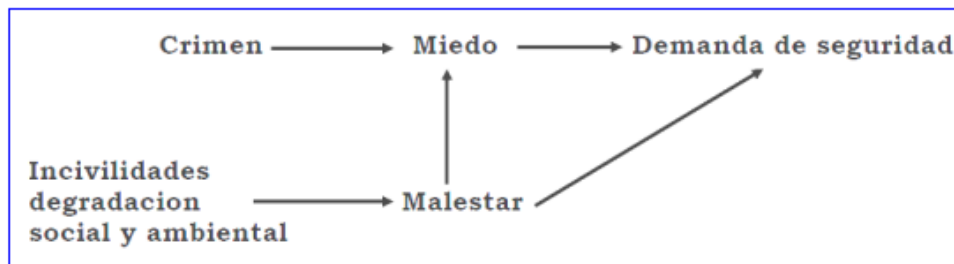 Crimen Miedo Demanda de seguridad
Incivilidades
degradacion Malestar
social y ambiental